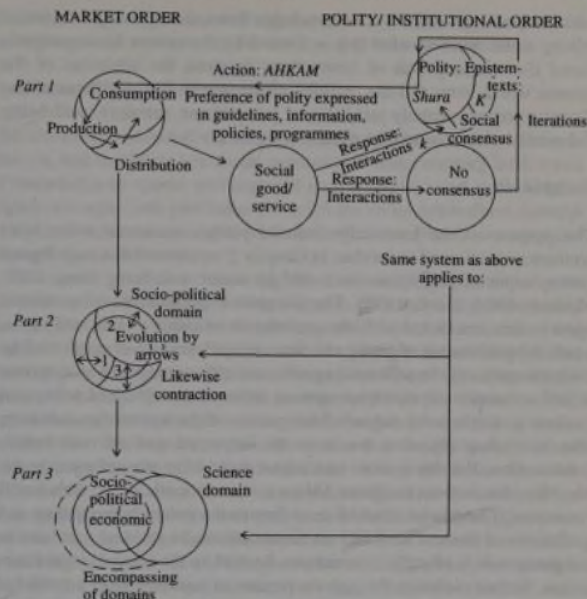 MARKET ORDER
POLITY/ INSTITUTIONAL ORDER
Part 1
Consumption
Production
Distribution
Action: AHKAM
Preference of polity expressed
in guidelines, information,
policies, programmes
Polity: Epistem-
texts:
Shura
K
Social
consensus
Iterations
Response:
Interactions
Social
good/
service
Response:
Interactions
No
consensus
Same system as above
applies to:
Part 2
Socio-political
domain
2
Evolution by
arrows
1
3
Likewise
contraction
Part 3
Socio-
political
economic
Science
domain
Encompassing
of domains